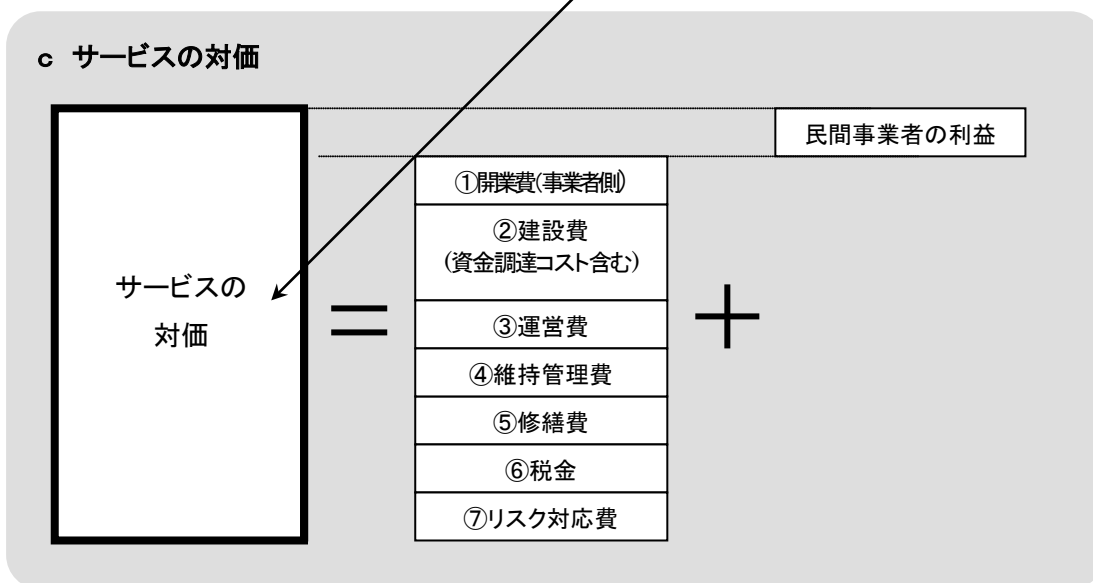 c サービスの対価
民間事業者の利益
①開業費(事業者側)
②建設費
(資金調達コスト含む)
サービスの
対価
=
③運営費
+
④維持管理費
⑤修繕費
⑥税金
⑦リスク対応費